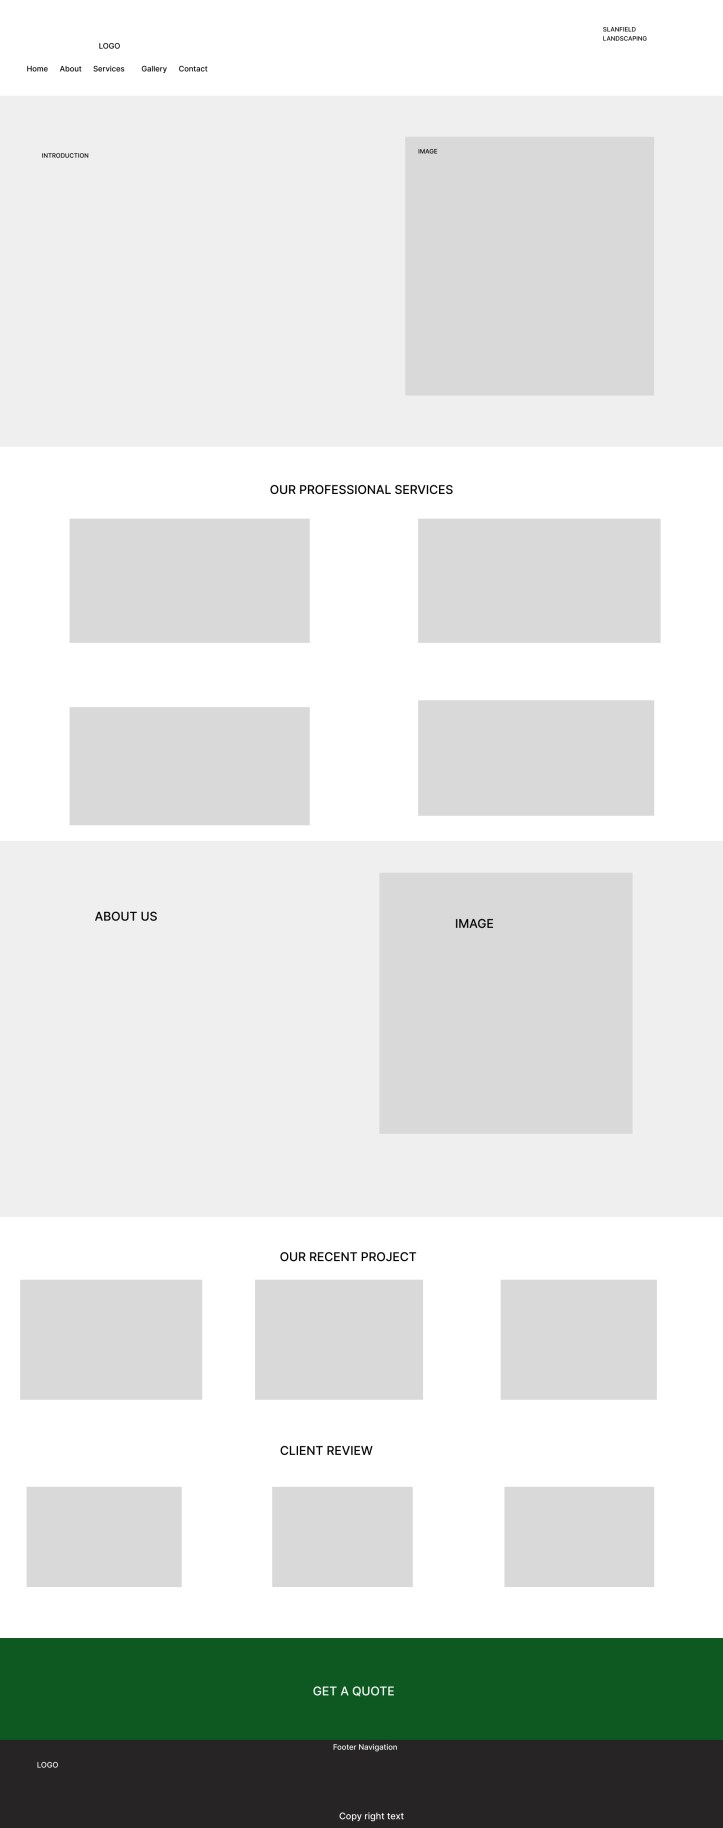 LOGO
SLANFIELD
LANDSCAPING
Home About Services Gallery Contact
INTRODUCTION
IMAGE
OUR PROFESSIONAL SERVICES
ABOUT US
IMAGE
OUR RECENT PROJECT
CLIENT REVIEW
GET A QUOTE
Footer Navigation
LOGO
Copy right text